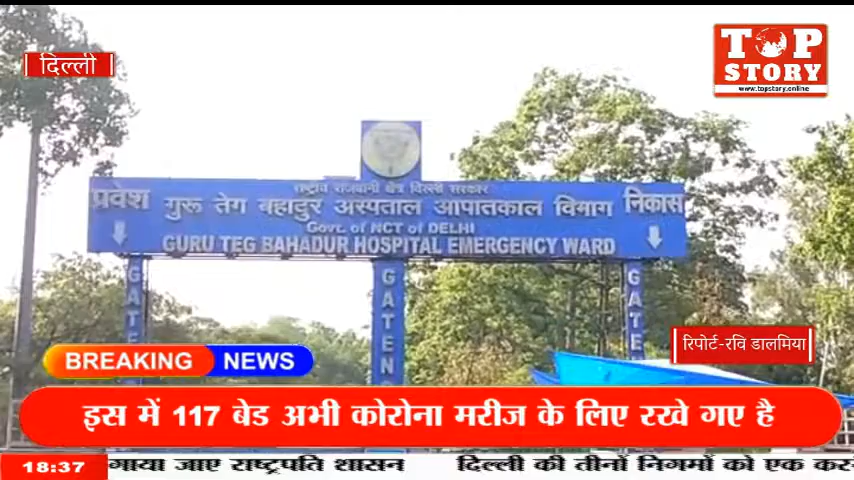 दिल्ली
TOP
STORY
www.topstory.online
राष्ट्रीय राजधानी क्षेत्र दिल्ली सरकार
प्रवेश गुरू तेग बहादुर अस्पताल आपातकाल विभाग निकास
Govt. of NCT of DELHI
GURU TEG BAHADUR HOSPITAL EMERGENCY WARD
GATE
GATE
GATE
रिपोर्ट-रवि डालमिया
BREAKING NEWS
इस में 117 बेड अभी कोरोना मरीज के लिए रखे गए है
18:37 गाया जाए राष्ट्रपति शासन दिल्ली की तीनों निगमों को एक